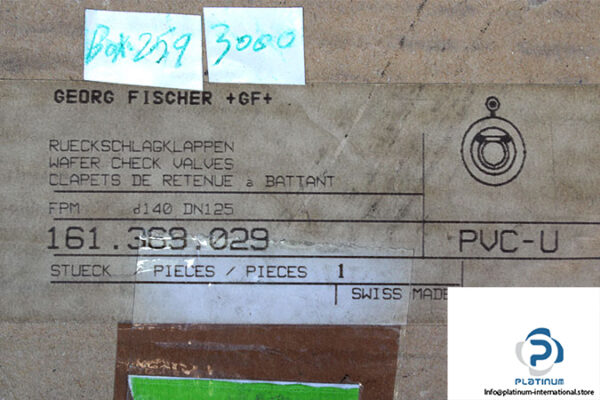 Box-259
3000
GEORG FISCHER +GF+
RUECKSCHLAGKLAPPEN
WAFER CHECK VALVES
CLAPETS DE RETENUE à BATTANT
FPM d140 DN125
161.369.029 PVC-U
STUECK / PIECES / PIECES 1
SWISS MADE
PLATINUM
Info@platinum-international.store